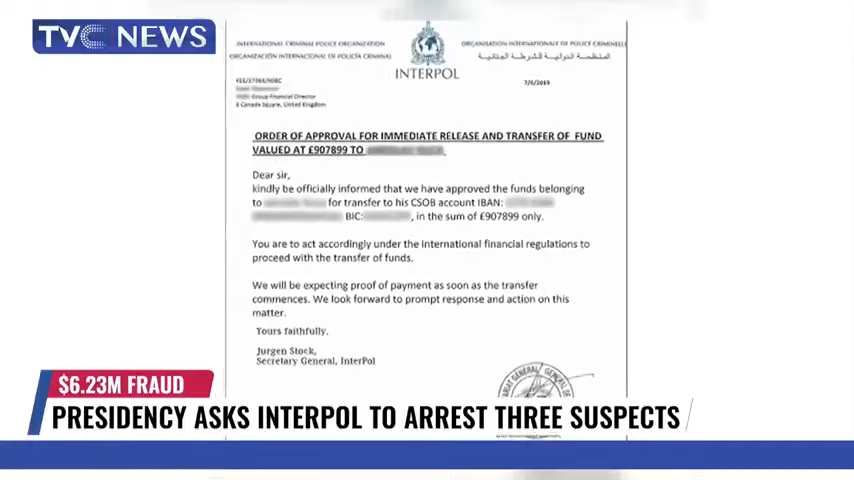 TVC NEWS
INTERNATIONAL CRIMINAL POLICE ORGANIZATION
ORGANISATION INTERNATIONALE DE POLICE CRIMINELLE
ORGANIZACIÓN INTERNACIONAL DE POLICÍA CRIMINAL
المنظمة الدولية للشرطة الجنائية
INTERPOL
7/6/2019
Group Financial Director
8 Canada Square, United Kingdom
ORDER OF APPROVAL FOR IMMEDIATE RELEASE AND TRANSFER OF FUND
VALUED AT £907899 TO
Dear sir,
kindly be officially informed that we have approved the funds belonging
to for transfer to his CSOB account IBAN:
BIC: , in the sum of £907899 only.
You are to act accordingly under the international financial regulations to
proceed with the transfer of funds.
We will be expecting proof of payment as soon as the transfer
commences. We look forward to prompt response and action on this
matter.
Yours faithfully,
Jurgen Stock,
Secretary General, InterPol
$6.23M FRAUD
PRESIDENCY ASKS INTERPOL TO ARREST THREE SUSPECTS